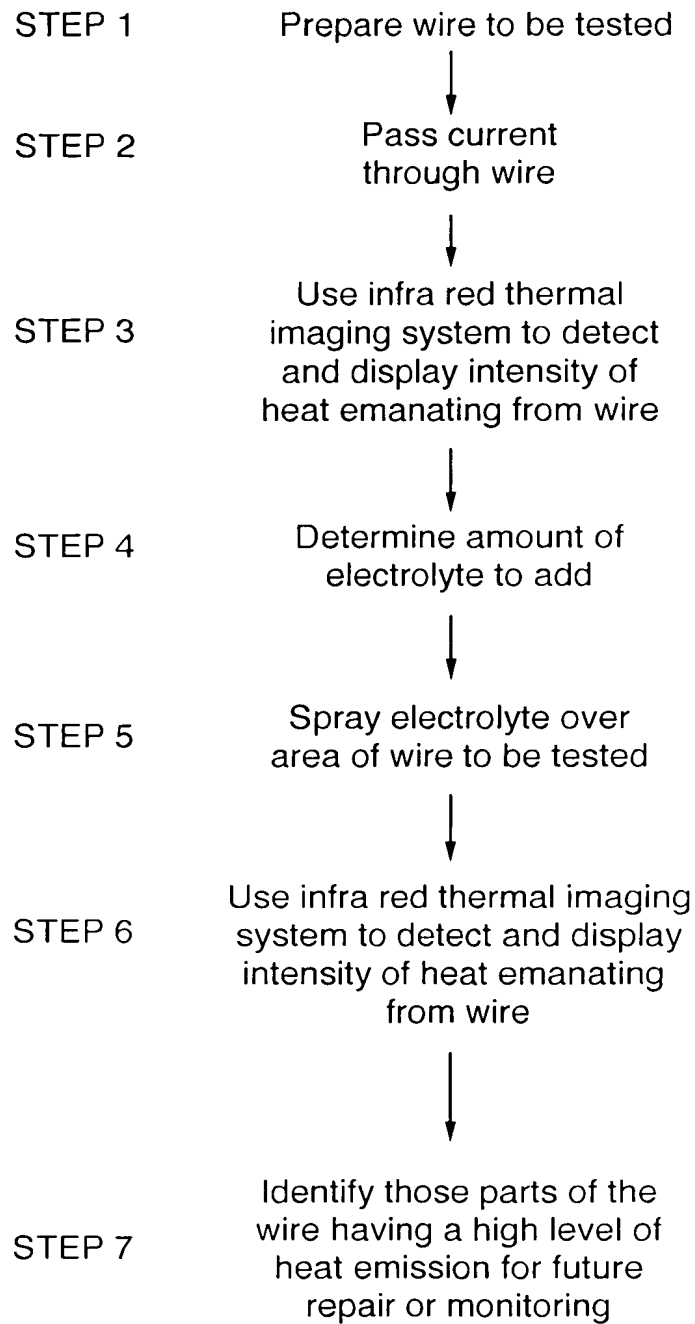 STEP 1
Prepare wire to be tested
STEP 2
Pass current
through wire
STEP 3
Use infra red thermal
imaging system to detect
and display intensity of
heat emanating from wire
STEP 4
Determine amount of
electrolyte to add
STEP 5
Spray electrolyte over
area of wire to be tested
STEP 6
Use infra red thermal imaging
system to detect and display
intensity of heat emanating
from wire
STEP 7
Identify those parts of the
wire having a high level of
heat emission for future
repair or monitoring